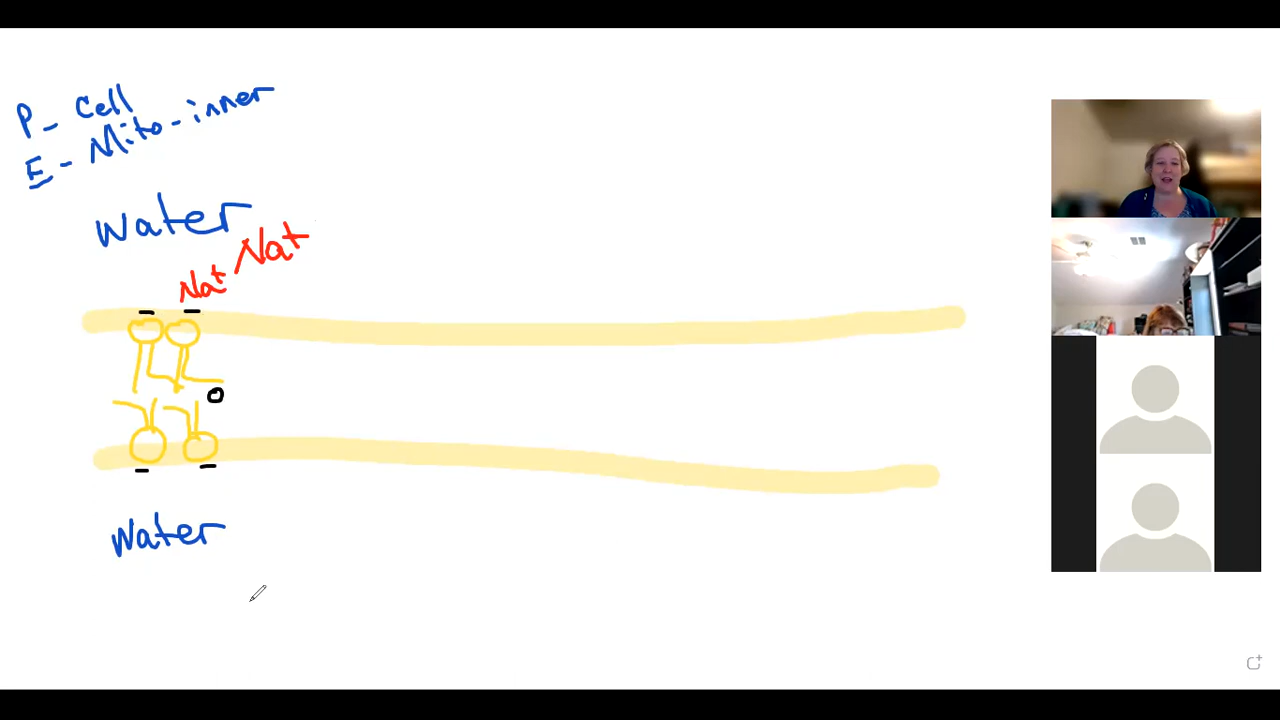 P - Cell
E - Mito - inner
Water
Na+ Na+
Water